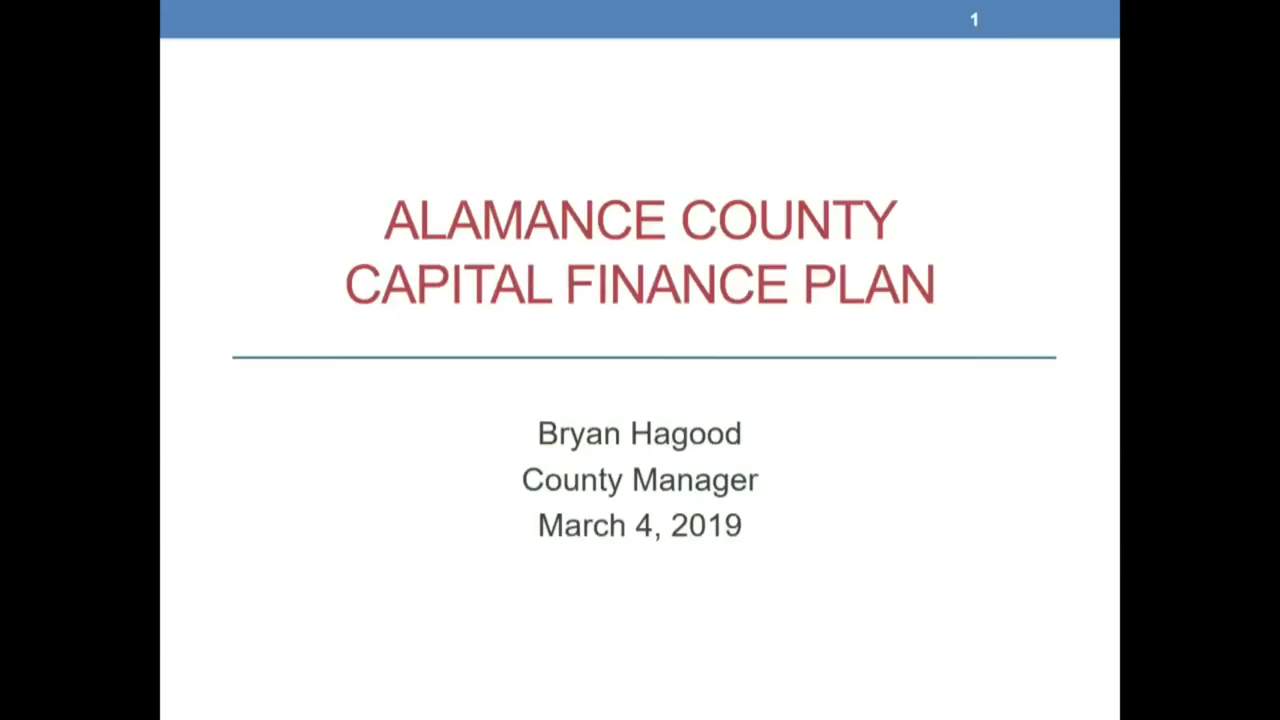 1
ALAMANCE COUNTY
CAPITAL FINANCE PLAN
Bryan Hagood
County Manager
March 4, 2019